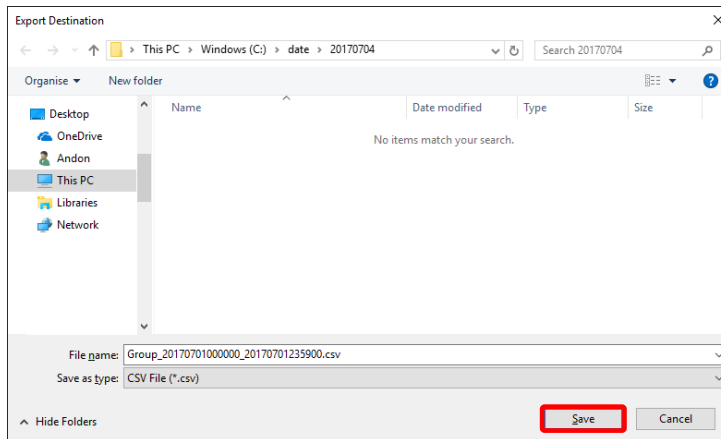 Export Destination
This PC > Windows (C:) > date > 20170704
Search 20170704
Organise
New folder
?
Name
Date modified
Type
Size
No items match your search.
Desktop
OneDrive
Andon
This PC
Libraries
Network
File name: Group_20170701000000_20170701235900.csv
Save as type: CSV File (*.csv)
Hide Folders
Save
Cancel